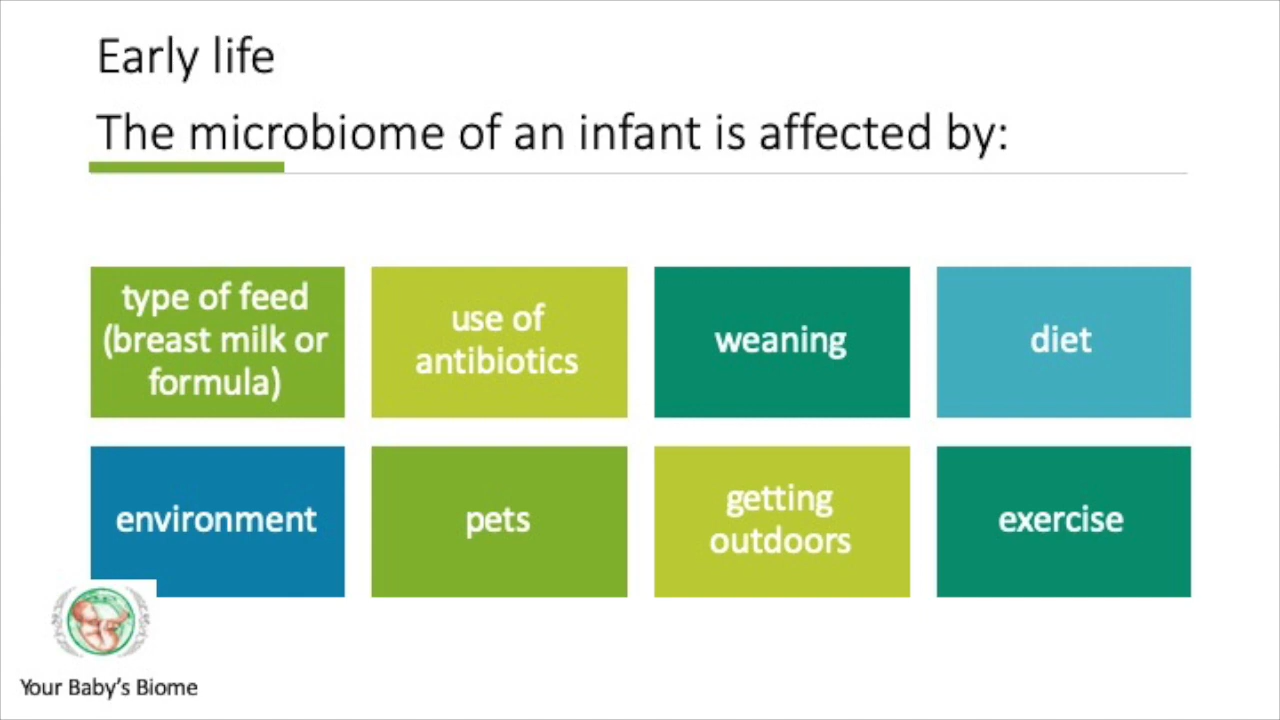 Early life
The microbiome of an infant is affected by:
type of feed
(breast milk or
formula)
use of
antibiotics
weaning
diet
environment
pets
getting
outdoors
exercise
Your Baby's Biome